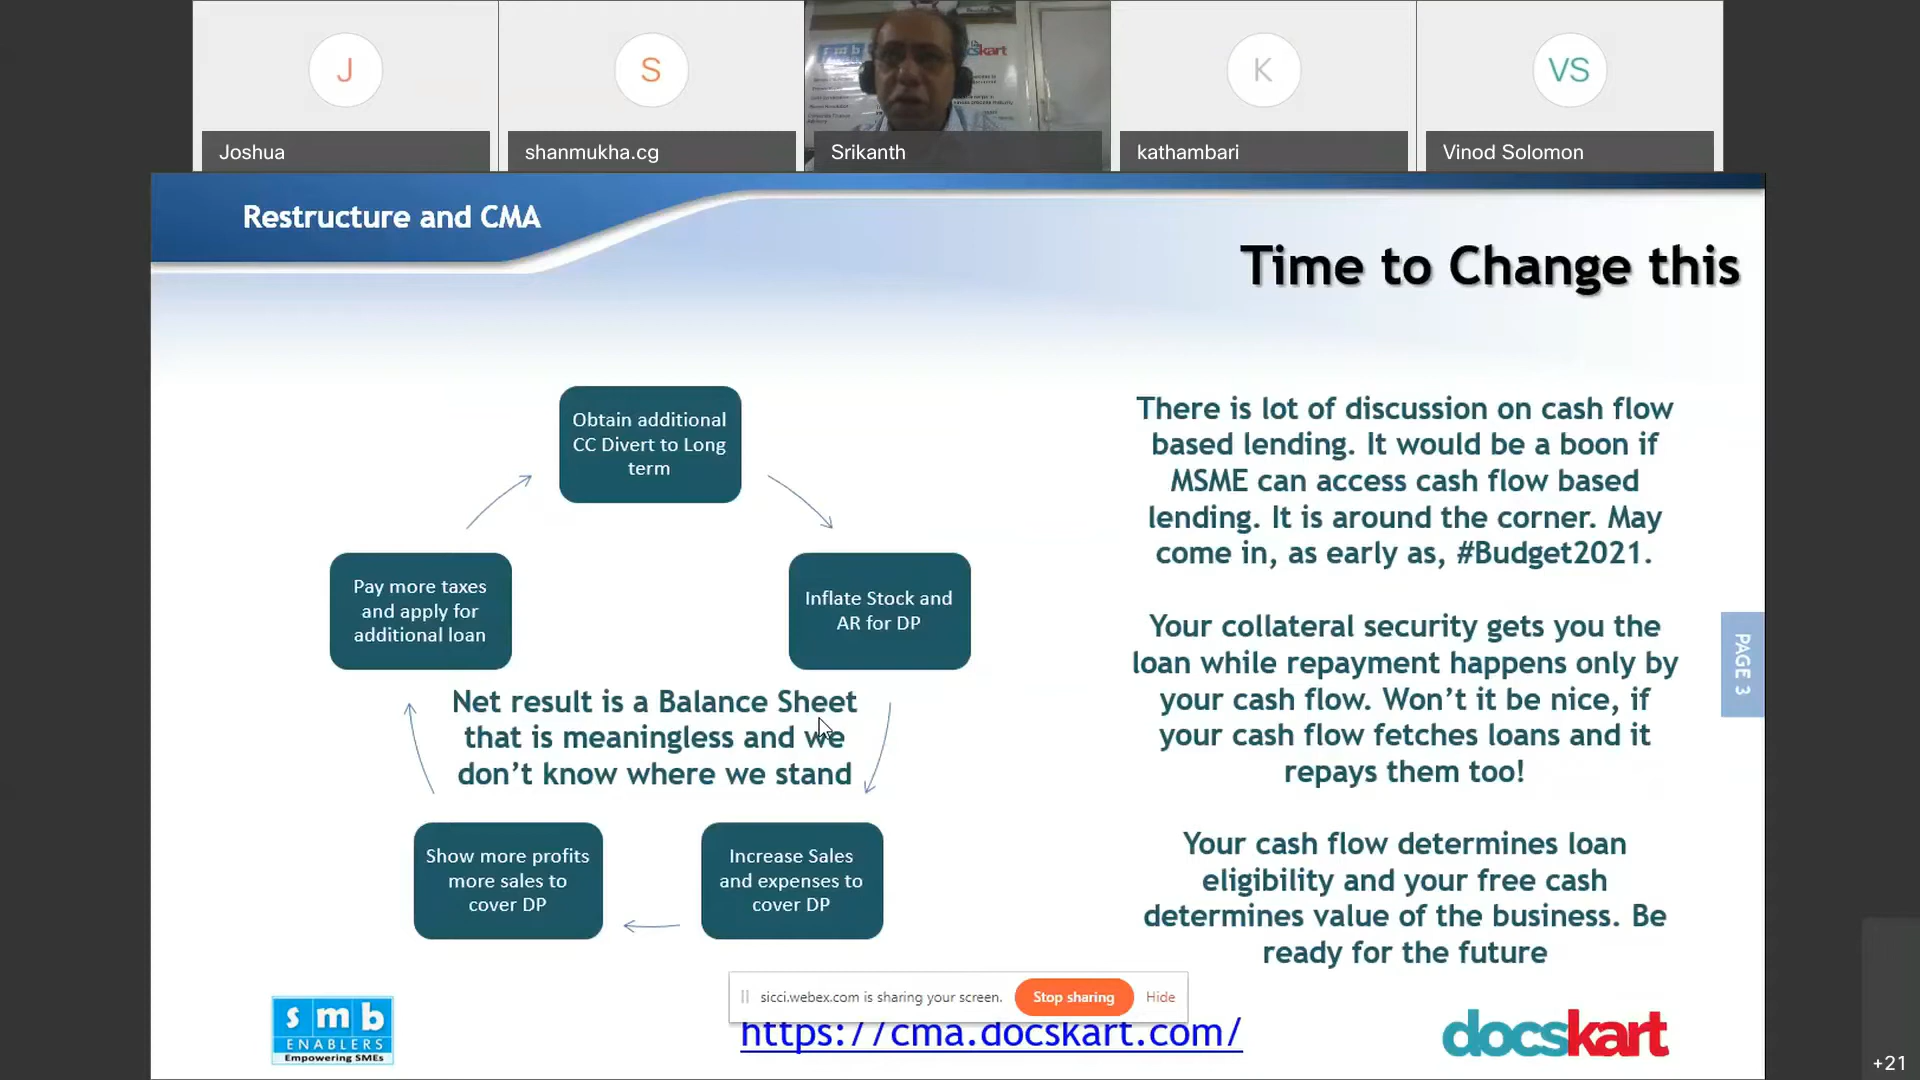 J
S
smb
docskart
K
VS
Joshua
shanmukha.cg
Srikanth
kathambari
Vinod Solomon
Restructure and CMA
Time to Change this
Obtain additional
CC Divert to Long
term
Inflate Stock and
AR for DP
Increase Sales
and expenses to
cover DP
Show more profits
more sales to
cover DP
Pay more taxes
and apply for
additional loan
Net result is a Balance Sheet
that is meaningless and we
don't know where we stand
There is lot of discussion on cash flow
based lending. It would be a boon if
MSME can access cash flow based
lending. It is around the corner. May
come in, as early as, #Budget2021.
Your collateral security gets you the
loan while repayment happens only by
your cash flow. Won't it be nice, if
your cash flow fetches loans and it
repays them too!
Your cash flow determines loan
eligibility and your free cash
determines value of the business. Be
ready for the future
PAGE 3
sicci.webex.com is sharing your screen.
Stop sharing
Hide
smb
ENABLERS
Empowering SMEs
https://cma.docskart.com/
docskart
+21